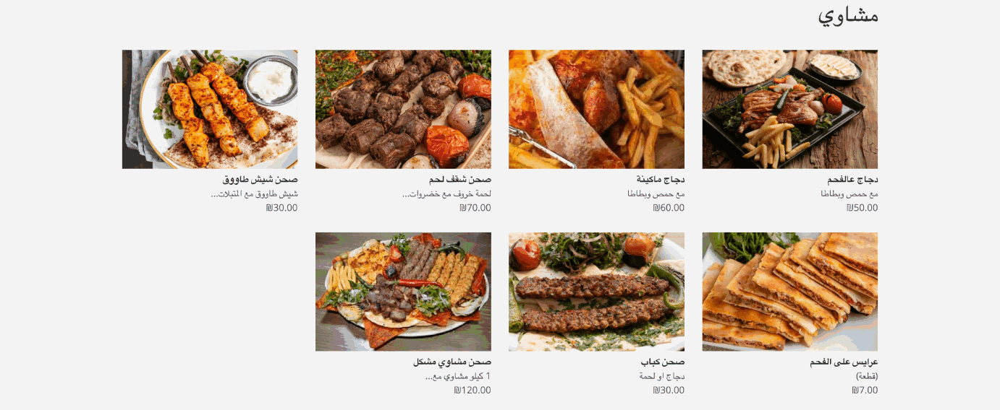 مشاوي
دجاج عالفحم
مع حمص وبطاطا
₪50.00
دجاج ماكينة
مع حمص وبطاطا
₪60.00
صحن شقف لحم
لحمة خروف مع خضروات...
₪70.00
صحن شيش طاووق
شيش طاووق مع المتبلات...
₪30.00
عرايس على الفحم
(قطعة)
₪7.00
صحن كباب
دجاج او لحمة
₪30.00
صحن مشاوي مشكل
1 كيلو مشاوي مع...
₪120.00